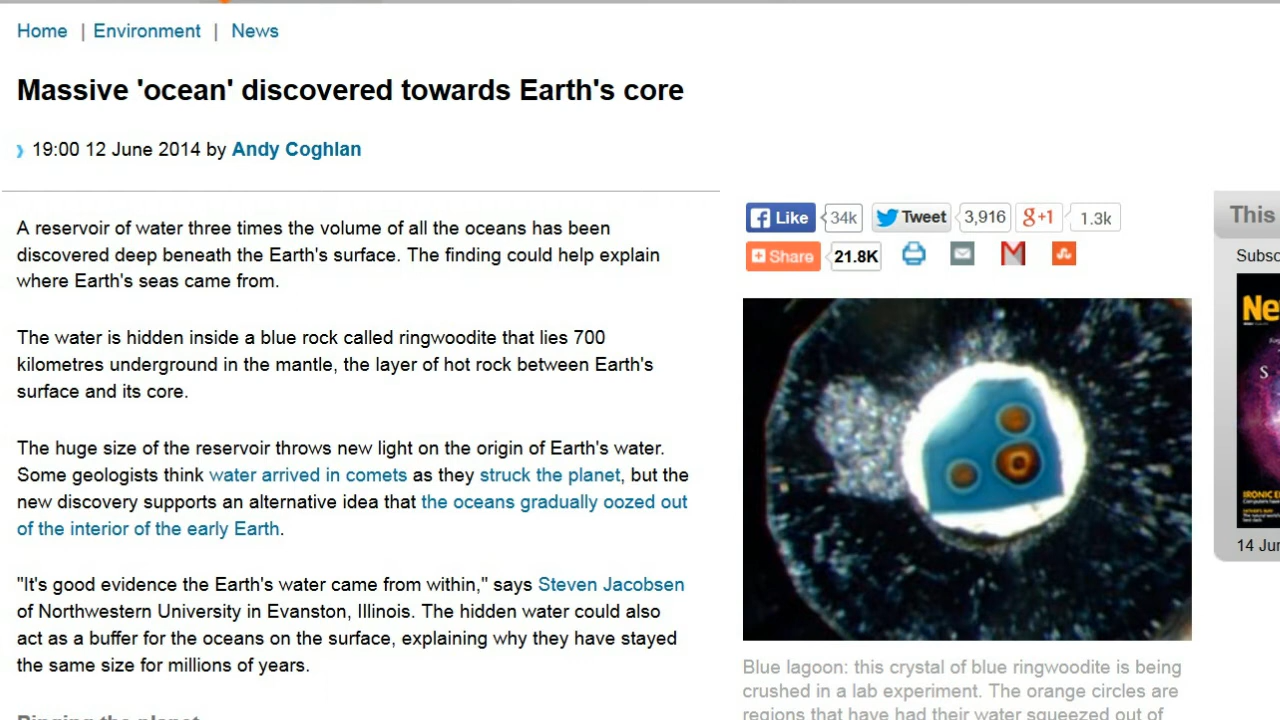 Home | Environment | News
Massive 'ocean' discovered towards Earth's core
19:00 12 June 2014 by Andy Coghlan
A reservoir of water three times the volume of all the oceans has been
discovered deep beneath the Earth's surface. The finding could help explain
where Earth's seas came from.
The water is hidden inside a blue rock called ringwoodite that lies 700
kilometres underground in the mantle, the layer of hot rock between Earth's
surface and its core.
The huge size of the reservoir throws new light on the origin of Earth's water.
Some geologists think water arrived in comets as they struck the planet, but the
new discovery supports an alternative idea that the oceans gradually oozed out
of the interior of the early Earth.
"It's good evidence the Earth's water came from within," says Steven Jacobsen
of Northwestern University in Evanston, Illinois. The hidden water could also
act as a buffer for the oceans on the surface, explaining why they have stayed
the same size for millions of years.
Ringing the planet
Like 34k Tweet 3,916 g+1 1.3k
Share 21.8K
Blue lagoon: this crystal of blue ringwoodite is being
crushed in a lab experiment. The orange circles are
regions that have had their water squeezed out of
This
Subsc
Ne
S
IRONIC E
14 Jun